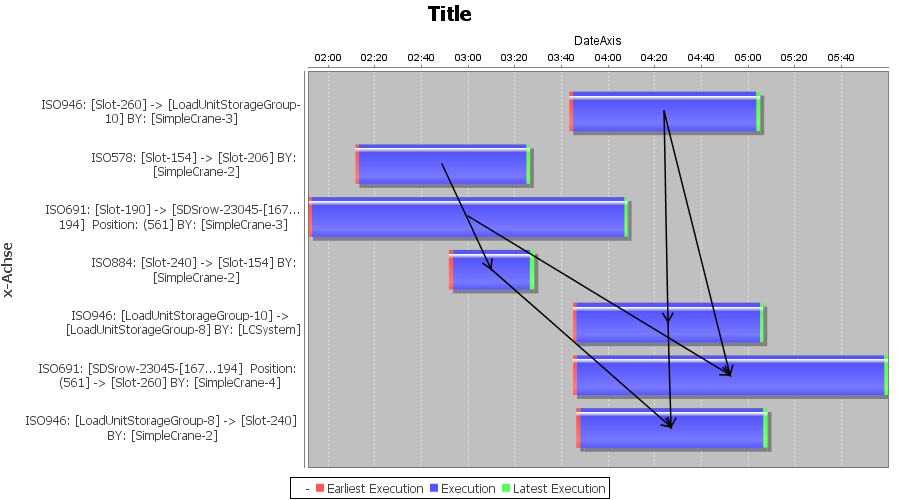 Title
DateAxis
02:00 02:20 02:40 03:00 03:20 03:40 04:00 04:20 04:40 05:00 05:20 05:40
x-Achse
ISO946: [Slot-260] -> [LoadUnitStorageGroup-
10] BY: [SimpleCrane-3]
ISO578: [Slot-154] -> [Slot-206] BY:
[SimpleCrane-2]
ISO691: [Slot-190] -> [SDSrow-23045-[167...
194] Position: (561] BY: [SimpleCrane-3]
ISO884: [Slot-240] -> [Slot-154] BY:
[SimpleCrane-2]
ISO946: [LoadUnitStorageGroup-10] ->
[LoadUnitStorageGroup-8] BY: [LCSystem]
ISO691: [SDSrow-23045-[167...194] Position:
(561] -> [Slot-260] BY: [SimpleCrane-4]
ISO946: [LoadUnitStorageGroup-8] -> [Slot-240]
BY: [SimpleCrane-2]
- Earliest Execution Execution Latest Execution